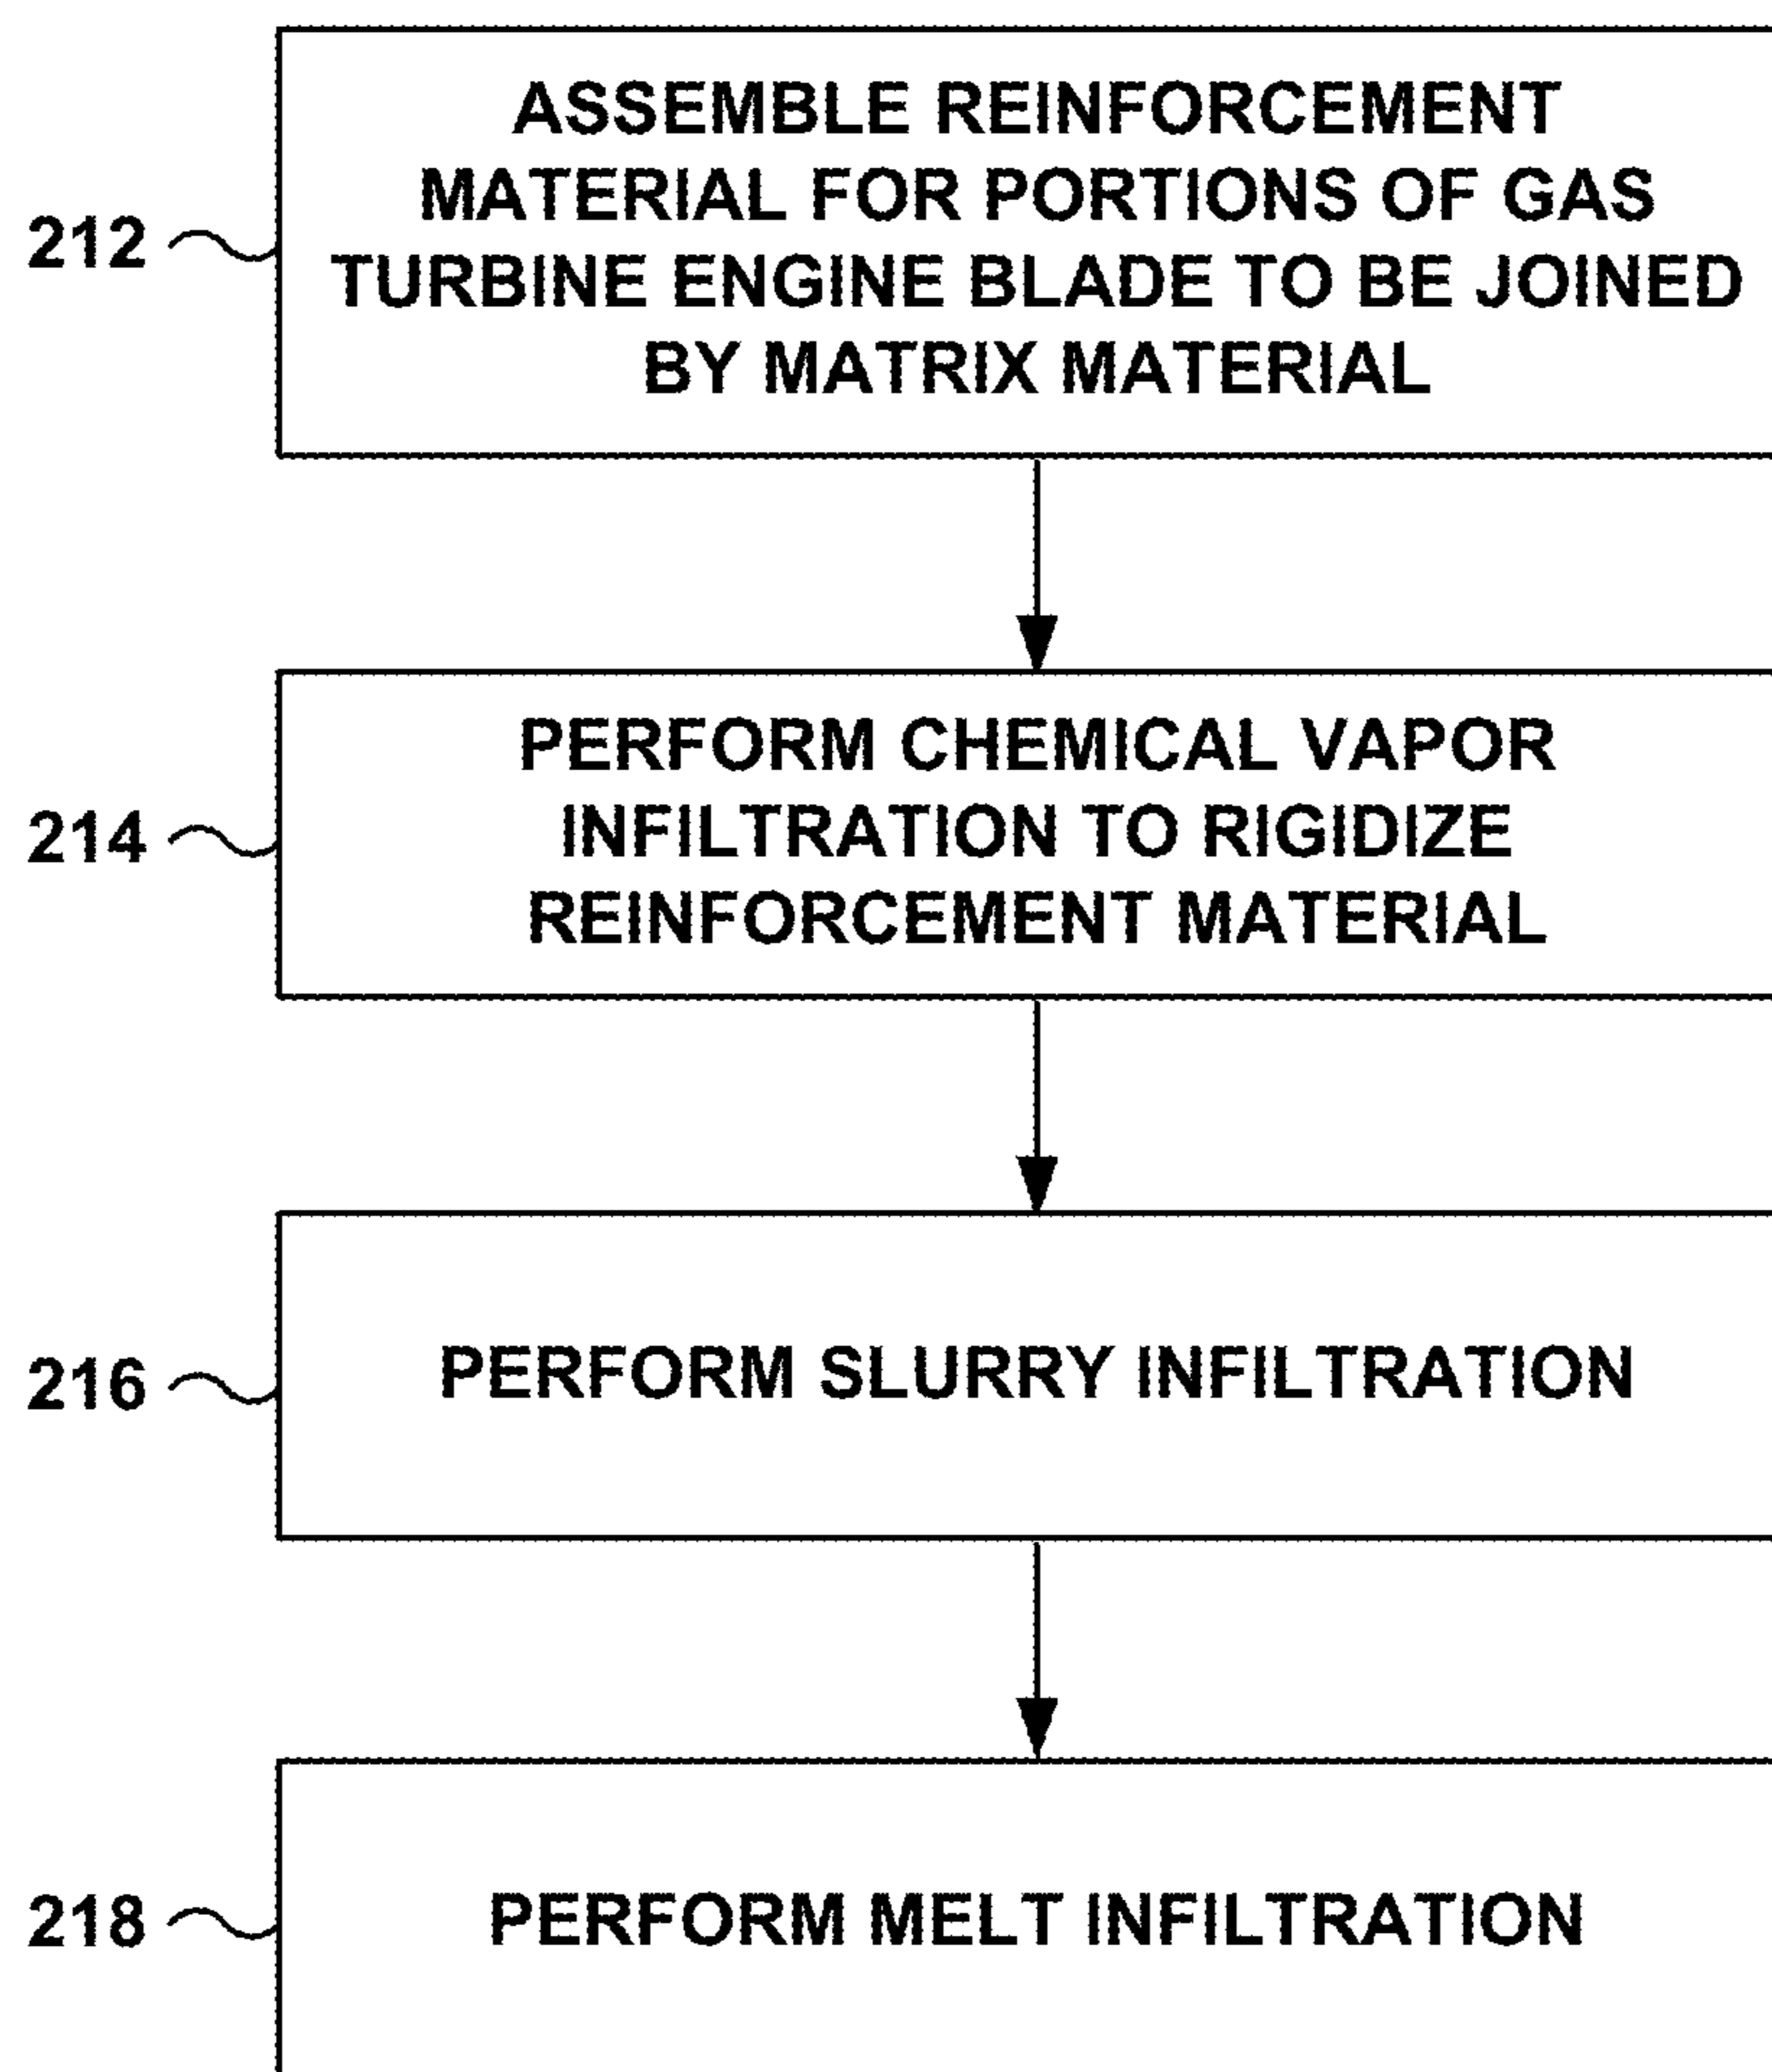 ASSEMBLE REINFORCEMENT
MATERIAL FOR PORTIONS OF GAS
212
TURBINE ENGINE BLADE TO BE JOINED
BY MATRIX MATERIAL
PERFORM CHEMICAL VAPOR
214
INFILTRATION TO RIGIDIZE
REINFORCEMENT MATERIAL
216
PERFORM SLURRY INFILTRATION
218
PERFORM MELT INFILTRATION